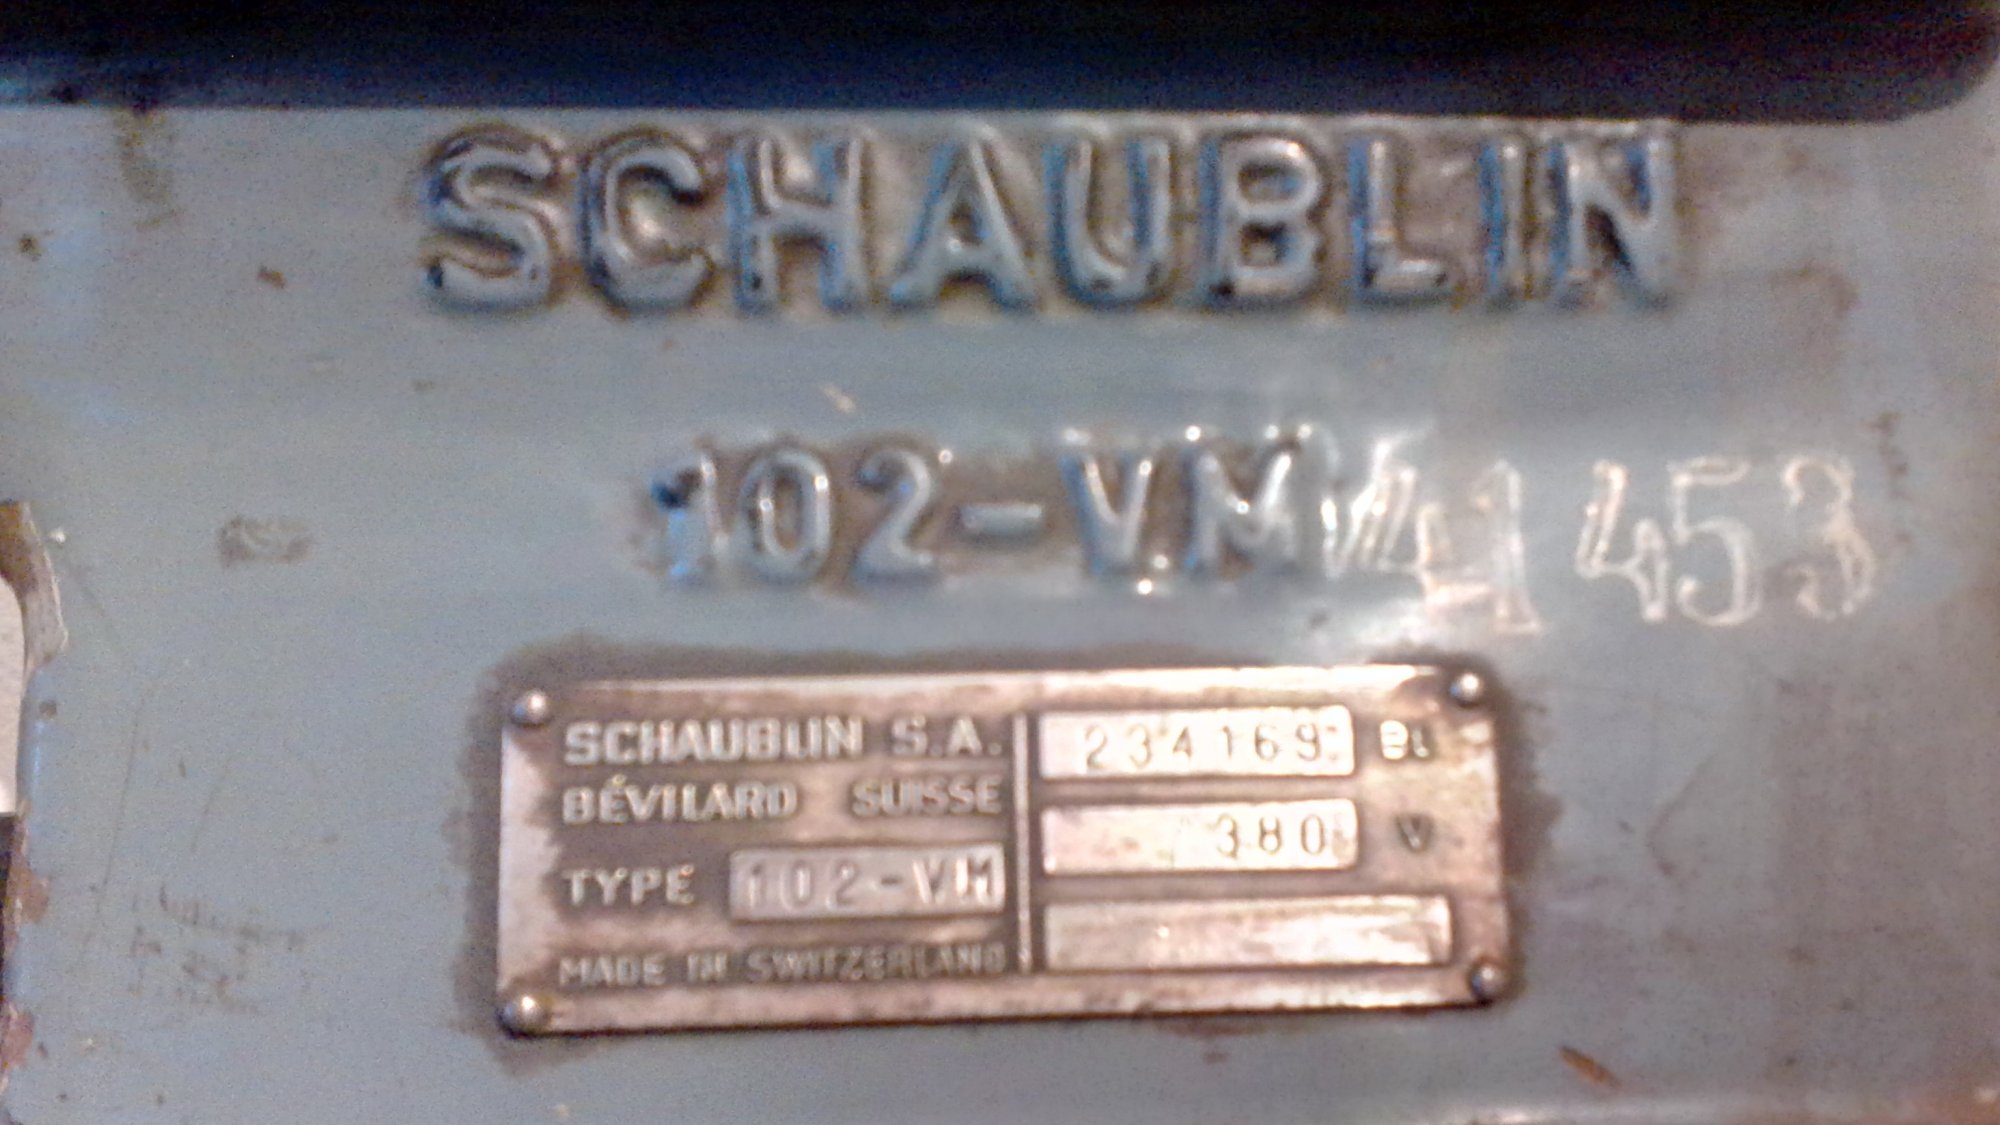 SCHAUBLIN
102-VM 41453
SCHAUBLIN S.A. 234169
BÉVILARD SUISSE
380 V
TYPE 102-VM
MADE IN SWITZERLAND